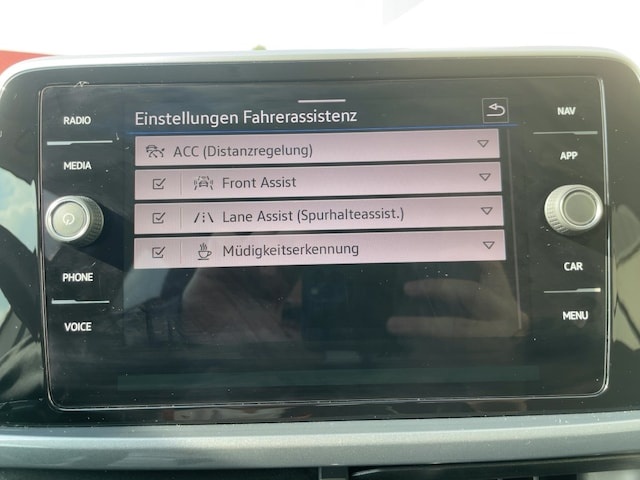 RADIO
MEDIA
PHONE
VOICE
Einstellungen Fahrerassistenz
ACC (Distanzregelung)
Front Assist
Lane Assist (Spurhalteassist.)
Müdigkeitserkennung
NAV
APP
CAR
MENU